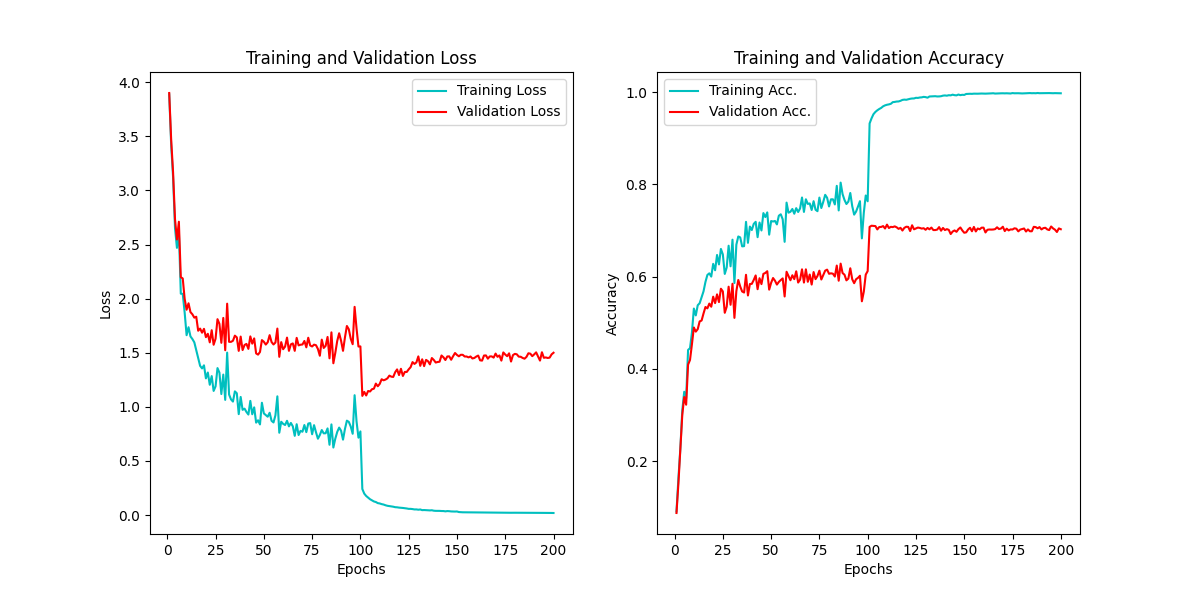 Training and Validation Loss
4.0
3.5
3.0
2.5
2.0
1.5
1.0
0.5
0.0
Loss
Training Loss
Validation Loss
0 25 50 75 100 125 150 175 200
Epochs
Training and Validation Accuracy
1.0
0.8
0.6
0.4
0.2
Accuracy
Training Acc.
Validation Acc.
0 25 50 75 100 125 150 175 200
Epochs